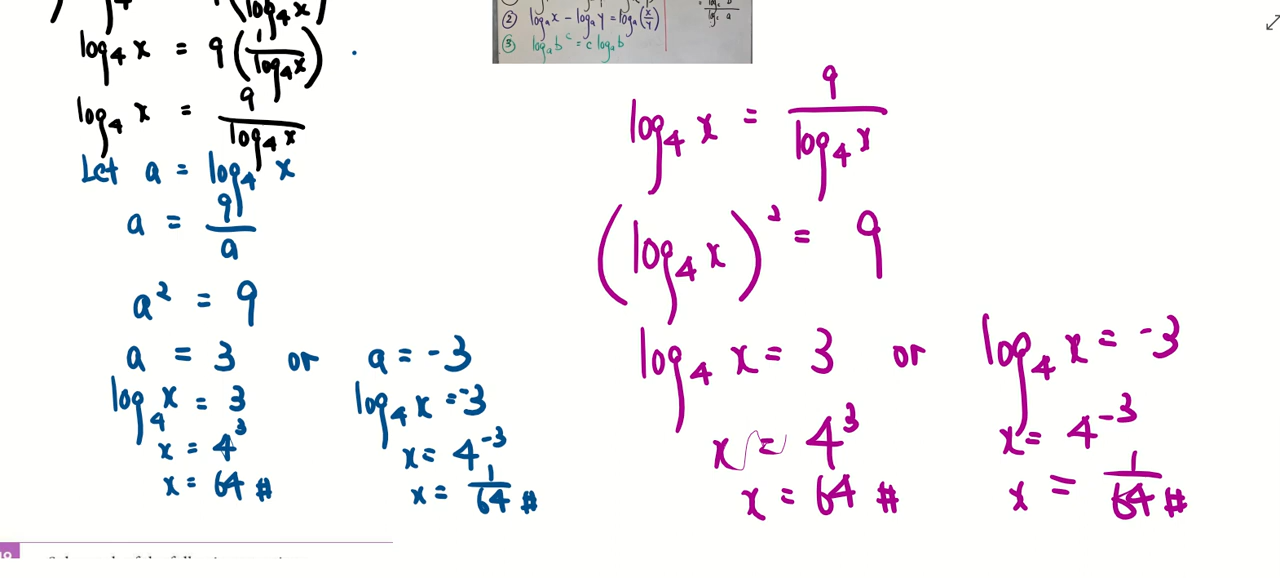 log₄ x = 9 (1/log₄ x)
log₄ x = 9/log₄ x
Let a = log₄ x
a = 9/a
a² = 9
a = 3 or a = -3
log₄ x = 3 log₄ x = -3
x = 4³ x = 4⁻³
x = 64 # x = 1/64 #
② logₐ x - logₐ y = logₐ (x/y)
③ logₐ b^c = c logₐ b
log₄ x = 9/log₄ x
(log₄ x)² = 9
log₄ x = 3 or log₄ x = -3
x = 4³ x = 4⁻³
x = 64 # x = 1/64 #